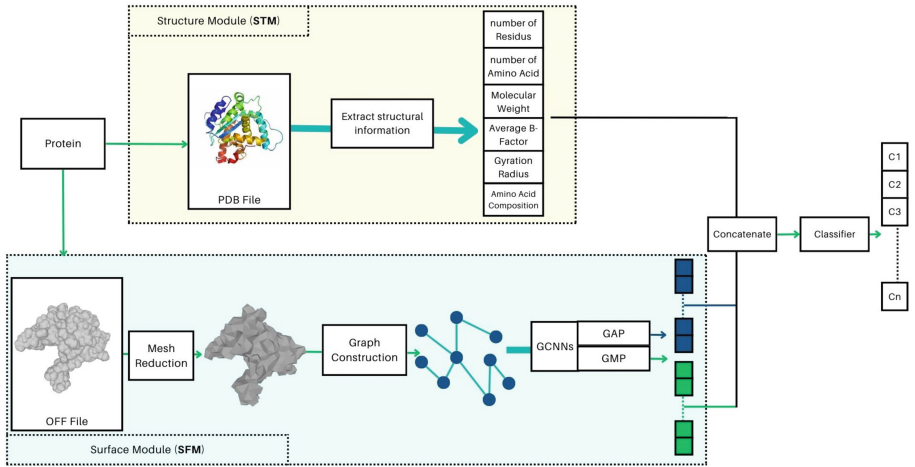 Structure Module (STM)
number of
Residus
number of
Amino Acid
Molecular
Weight
Average B-
Factor
Gyration
Radius
Amino Acid
Composition
Extract structural
information
PDB File
Protein
C1
C2
C3
Cn
Concatenate
Classifier
OFF File
Mesh
Reduction
Graph
Construction
GCNNs
GAP
GMP
Surface Module (SFM)